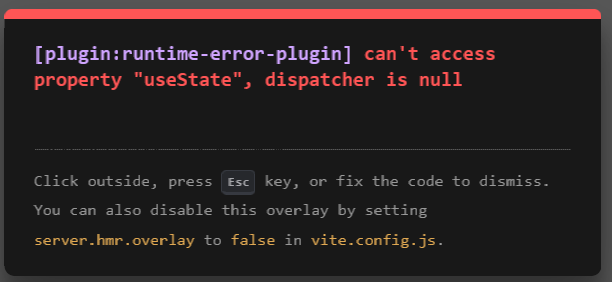 [plugin:runtime-error-plugin] can't access
property "useState", dispatcher is null
Click outside, press Esc key, or fix the code to dismiss.
You can also disable this overlay by setting
server.hmr.overlay to false in vite.config.js.